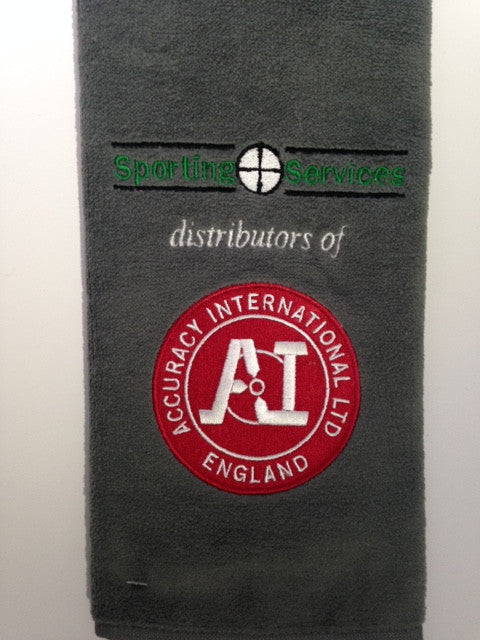 Sporting Services
distributors of
ACCURACY INTERNATIONAL LTD
AI
ENGLAND